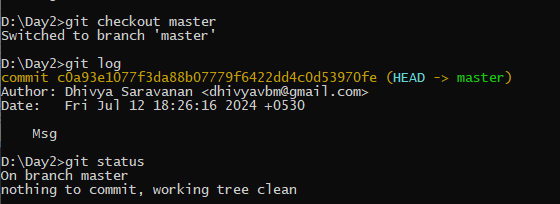 D:\Day2>git checkout master
Switched to branch 'master'
D:\Day2>git log
commit c0a93e1077f3da88b07779f6422dd4c0d53970fe (HEAD -> master)
Author: Dhivya Saravanan <dhivyavbm@gmail.com>
Date:   Fri Jul 12 18:26:16 2024 +0530
    Msg
D:\Day2>git status
On branch master
nothing to commit, working tree clean